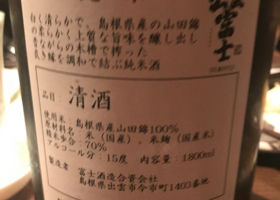 富士
く清らかで、島根県産の山田錦
らかく上質な旨味を醸し出し
ながらの木槽で搾った
良き味を調和で結ぶ純米酒
品目 清酒
使用米：島根県産山田錦100%
原材料名：米（国産）、米麹（国産米）
精米歩合：70%
アルコール分：15度 内容量：1800ml
製造者 富士酒造合資会社
島根県出雲市今市町1403番地